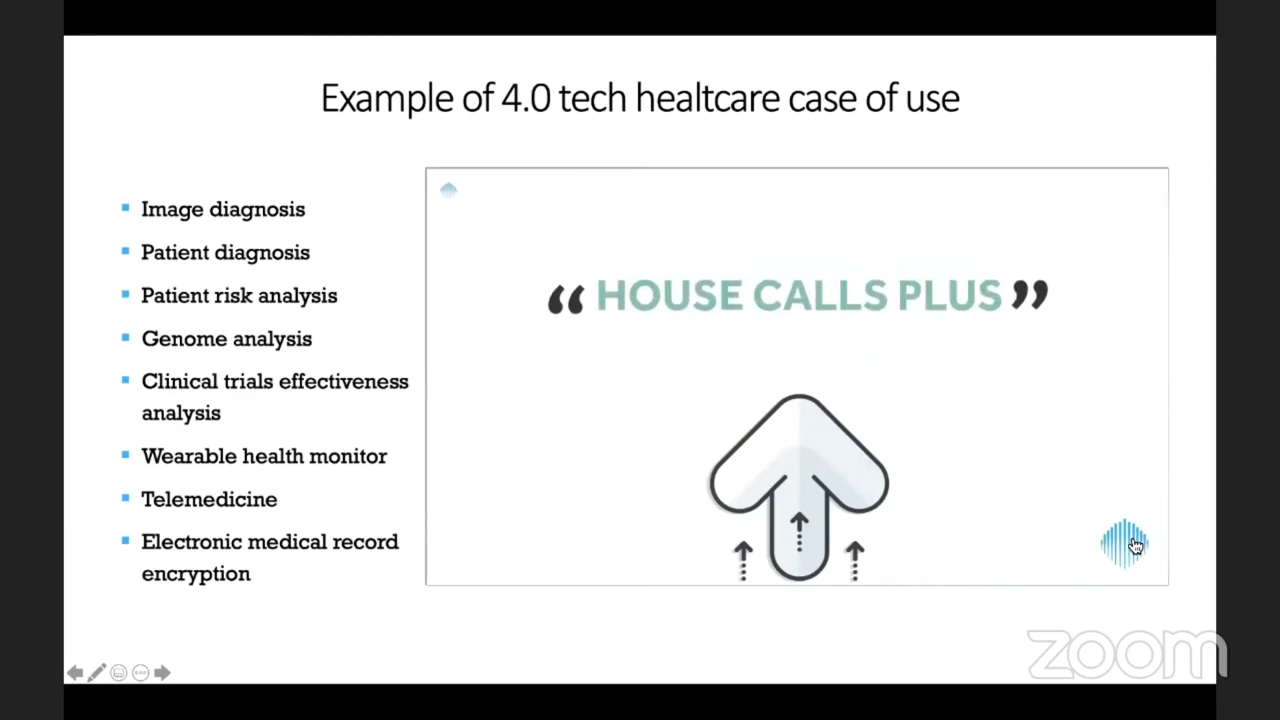 Example of 4.0 tech healtcare case of use
Image diagnosis
Patient diagnosis
Patient risk analysis
Genome analysis
Clinical trials effectiveness
analysis
Wearable health monitor
Telemedicine
Electronic medical record
encryption
“ HOUSE CALLS PLUS ”
zoom